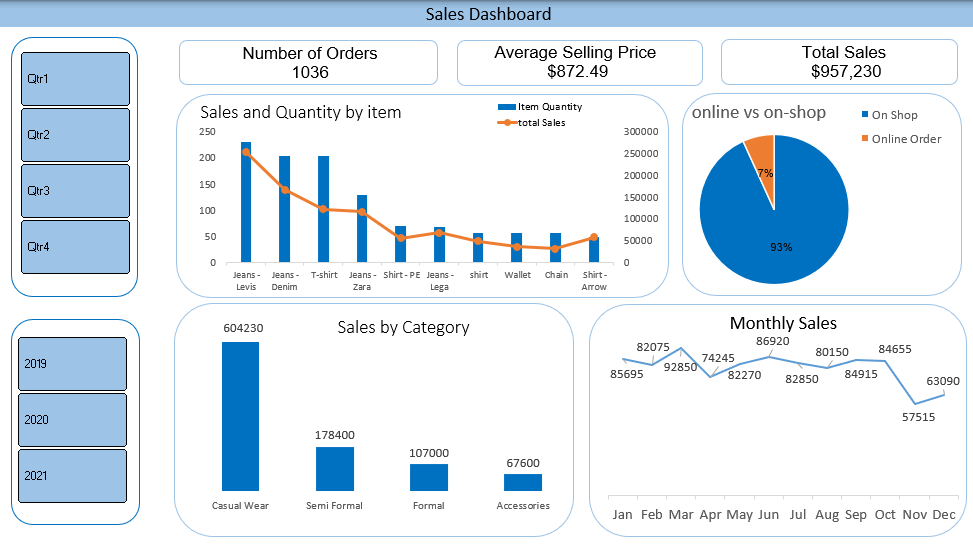 Sales Dashboard
Qtr1
Qtr2
Qtr3
Qtr4
2019
2020
2021
Number of Orders
1036
Average Selling Price
$872.49
Total Sales
$957,230
Sales and Quantity by item
Item Quantity
total Sales
250
200
150
100
50
0
300000
250000
200000
150000
100000
50000
0
Jeans -
Levis
Jeans -
Denim
T-shirt
Jeans -
Zara
Shirt - PE
Jeans -
Lega
shirt
Wallet
Chain
Shirt -
Arrow
online vs on-shop
On Shop
Online Order
7%
93%
Sales by Category
604230
178400
107000
67600
Casual Wear
Semi Formal
Formal
Accessories
Monthly Sales
85695
82075
92850
74245
82270
86920
82850
80150
84915
84655
57515
63090
Jan Feb Mar Apr May Jun Jul Aug Sep Oct Nov Dec